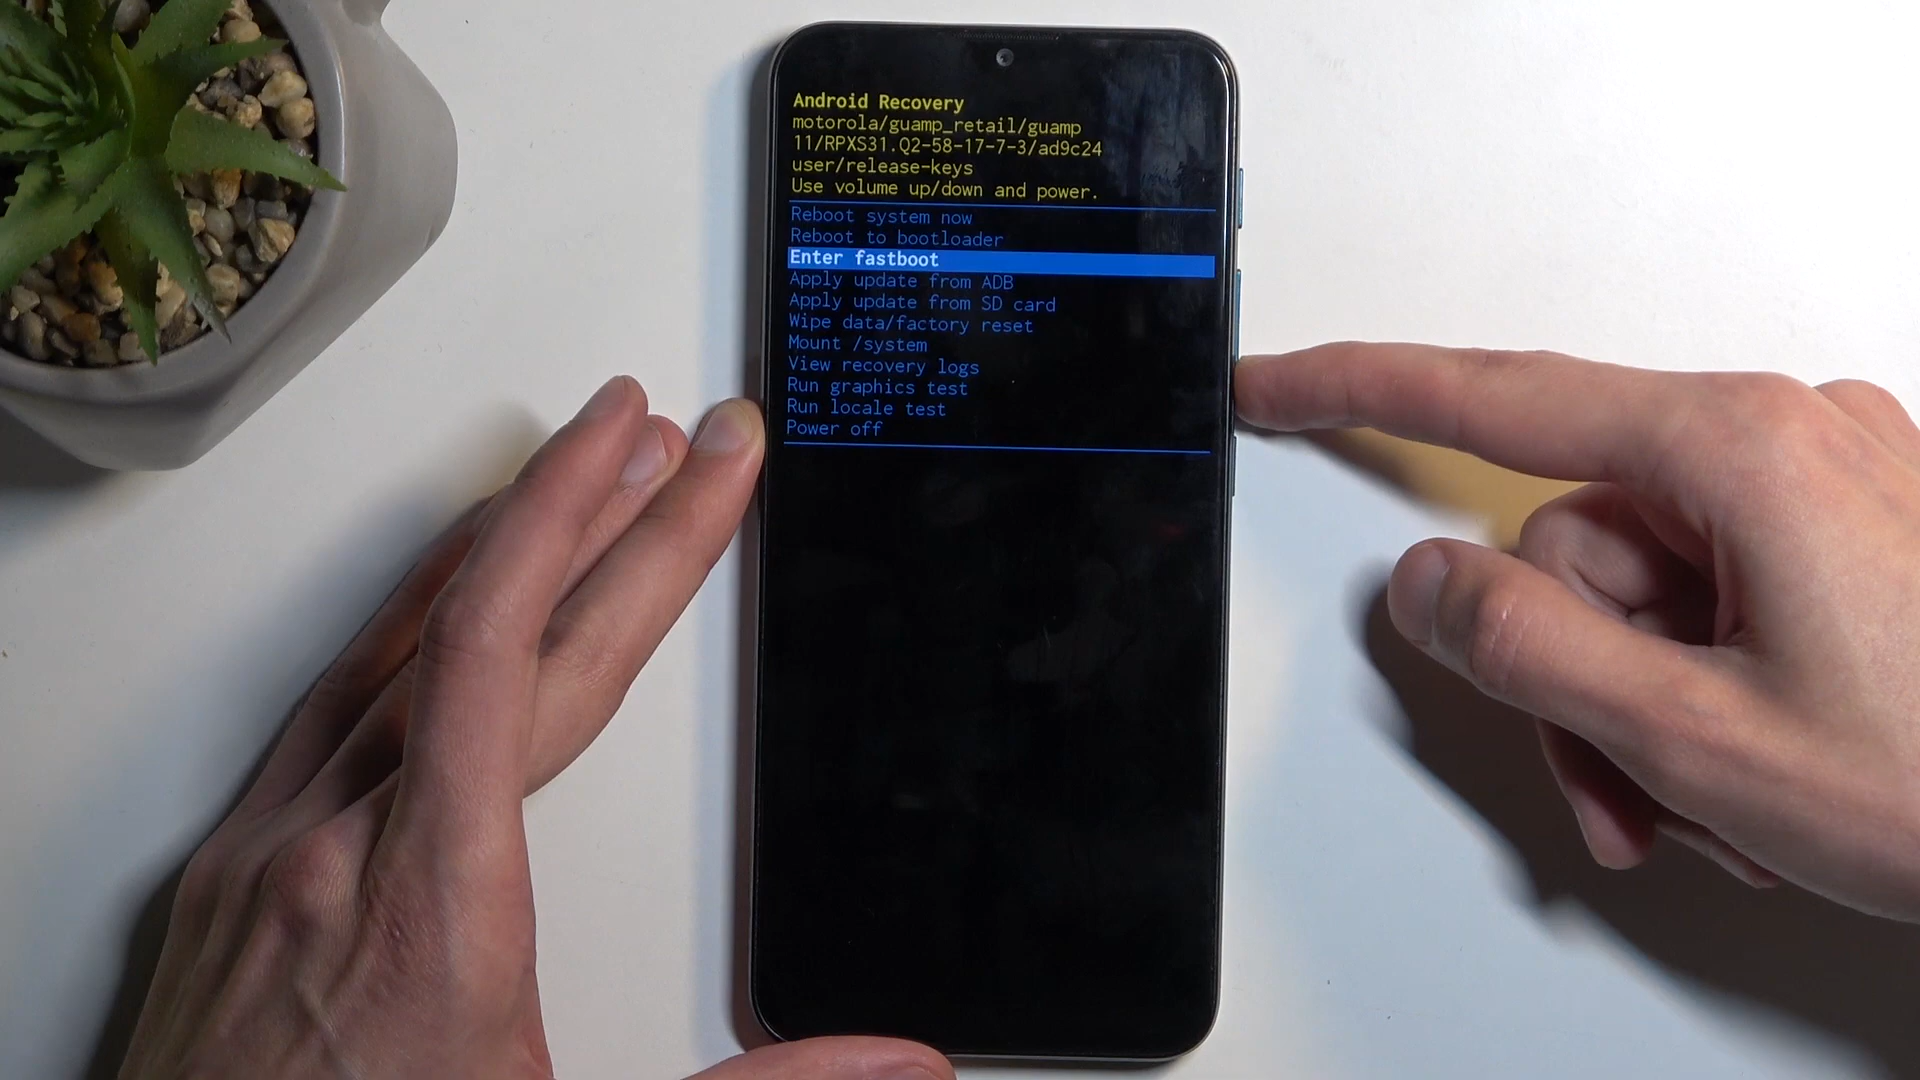 Android Recovery
motorola/guamp_retail/guamp
11/RPXS31.Q2-58-17-7-3/ad9c24
user/release-keys
Use volume up/down and power.
Reboot system now
Reboot to bootloader
Enter fastboot
Apply update from ADB
Apply update from SD card
Wipe data/factory reset
Mount /system
View recovery logs
Run graphics test
Run locale test
Power off